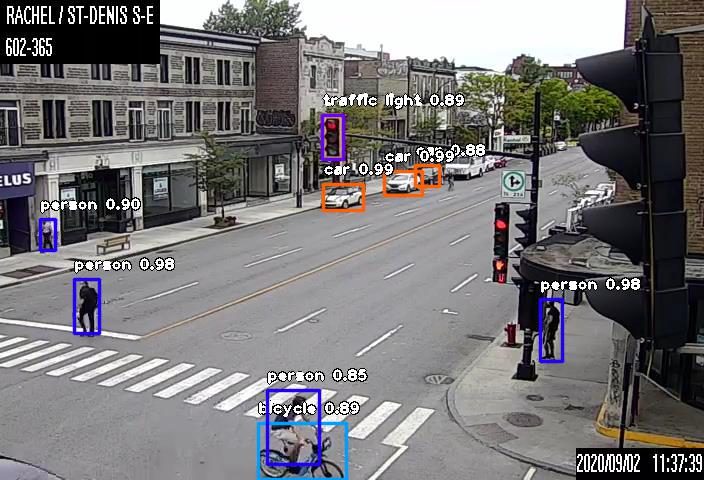 RACHEL / ST-DENIS S-E
602-365
traffic light 0.89
car 0.88
car 0.99
car 0.99
ELUS
person 0.90
person 0.98
person 0.98
person 0.85
bicycle 0.89
2020/09/02 11:37:39